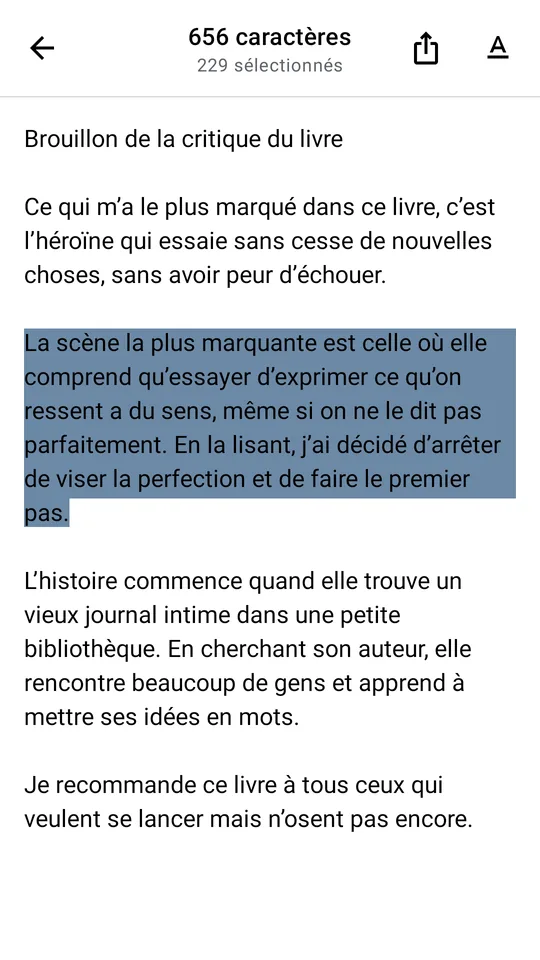 656 caractères
229 sélectionnés
A
Brouillon de la critique du livre
Ce qui m’a le plus marqué dans ce livre, c’est
l’héroïne qui essaie sans cesse de nouvelles
choses, sans avoir peur d’échouer.
La scène la plus marquante est celle où elle
comprend qu’essayer d’exprimer ce qu’on
ressent a du sens, même si on ne le dit pas
parfaitement. En la lisant, j’ai décidé d’arrêter
de viser la perfection et de faire le premier
pas.
L’histoire commence quand elle trouve un
vieux journal intime dans une petite
bibliothèque. En cherchant son auteur, elle
rencontre beaucoup de gens et apprend à
mettre ses idées en mots.
Je recommande ce livre à tous ceux qui
veulent se lancer mais n’osent pas encore.